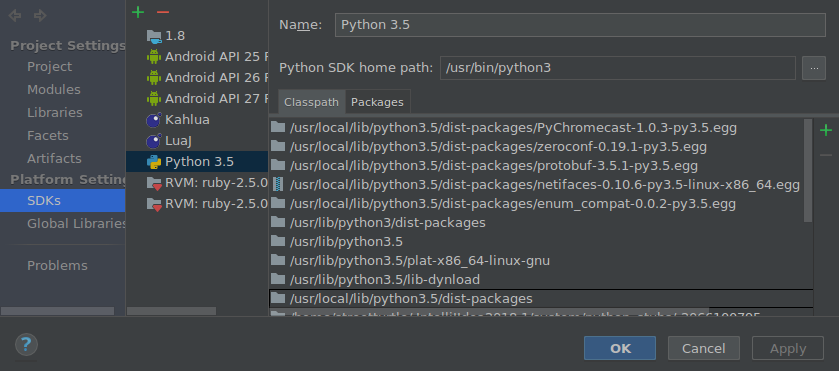 Project Settings
Project
Modules
Libraries
Facets
Artifacts
Platform Setting
SDKs
Global Libraries
Problems
1.8
Android API 25
Android API 26
Android API 27
Kahlua
LuaJ
Python 3.5
RVM: ruby-2.5.0
RVM: ruby-2.5.0
Name: Python 3.5
Python SDK home path: /usr/bin/python3 ...
Classpath Packages
/usr/local/lib/python3.5/dist-packages/PyChromecast-1.0.3-py3.5.egg
/usr/local/lib/python3.5/dist-packages/zeroconf-0.19.1-py3.5.egg
/usr/local/lib/python3.5/dist-packages/protobuf-3.5.1-py3.5.egg
/usr/local/lib/python3.5/dist-packages/netifaces-0.10.6-py3.5-linux-x86_64.egg
/usr/local/lib/python3.5/dist-packages/enum_compat-0.0.2-py3.5.egg
/usr/lib/python3/dist-packages
/usr/lib/python3.5
/usr/lib/python3.5/plat-x86_64-linux-gnu
/usr/lib/python3.5/lib-dynload
/usr/local/lib/python3.5/dist-packages
?
OK Cancel Apply